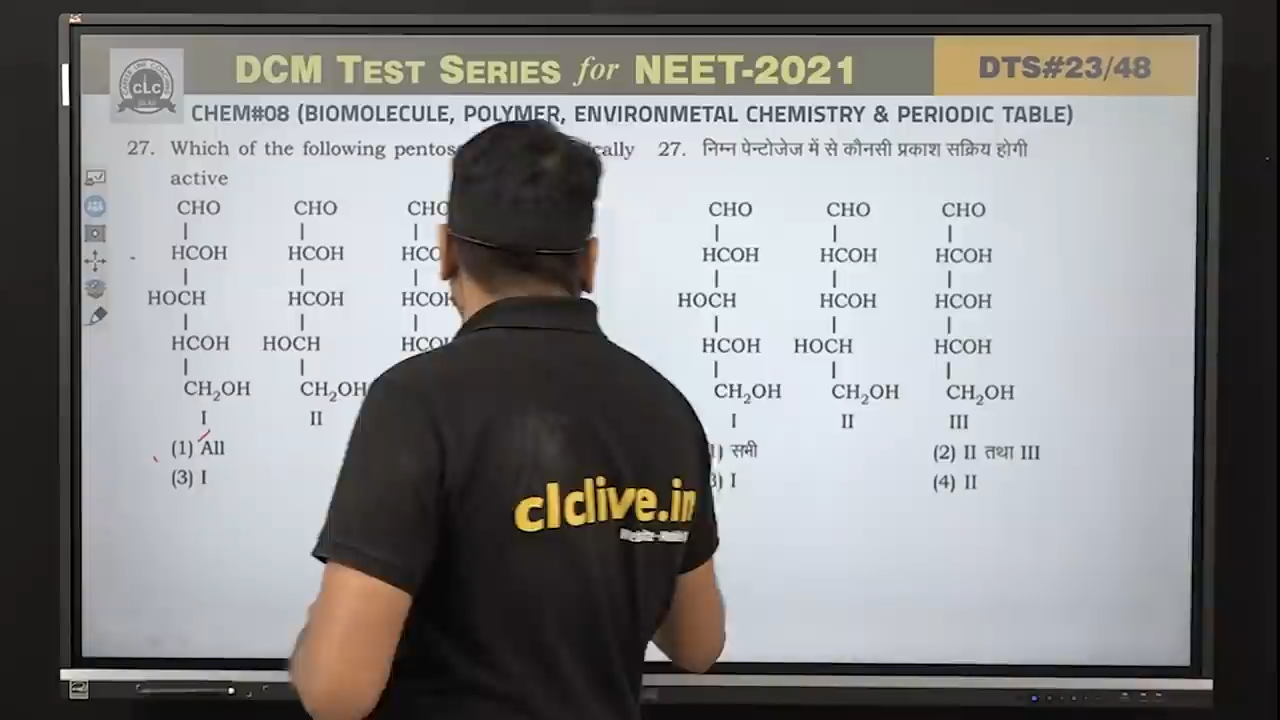 DCM TEST SERIES for NEET-2021
DTS#23/48
cLc
CHEM#08 (BIOMOLECULE, POLYMER, ENVIRONMETAL CHEMISTRY & PERIODIC TABLE)
27. Which of the following
active
CHO CHO CHO
HCOH HCOH
HOCH HCOH HCOH
HCOH HOCH
CH₂OH CH₂OH
I II
(1) All
(3) I
27. निम्न पेन्टोजेज में से कौनसी प्रकाश सक्रिय होगी
CHO CHO CHO
HCOH HCOH HCOH
HOCH HCOH HCOH
HCOH HOCH HCOH
CH₂OH CH₂OH CH₂OH
I II III
सभी (2) II तथा III
I (4) II
clclive.in